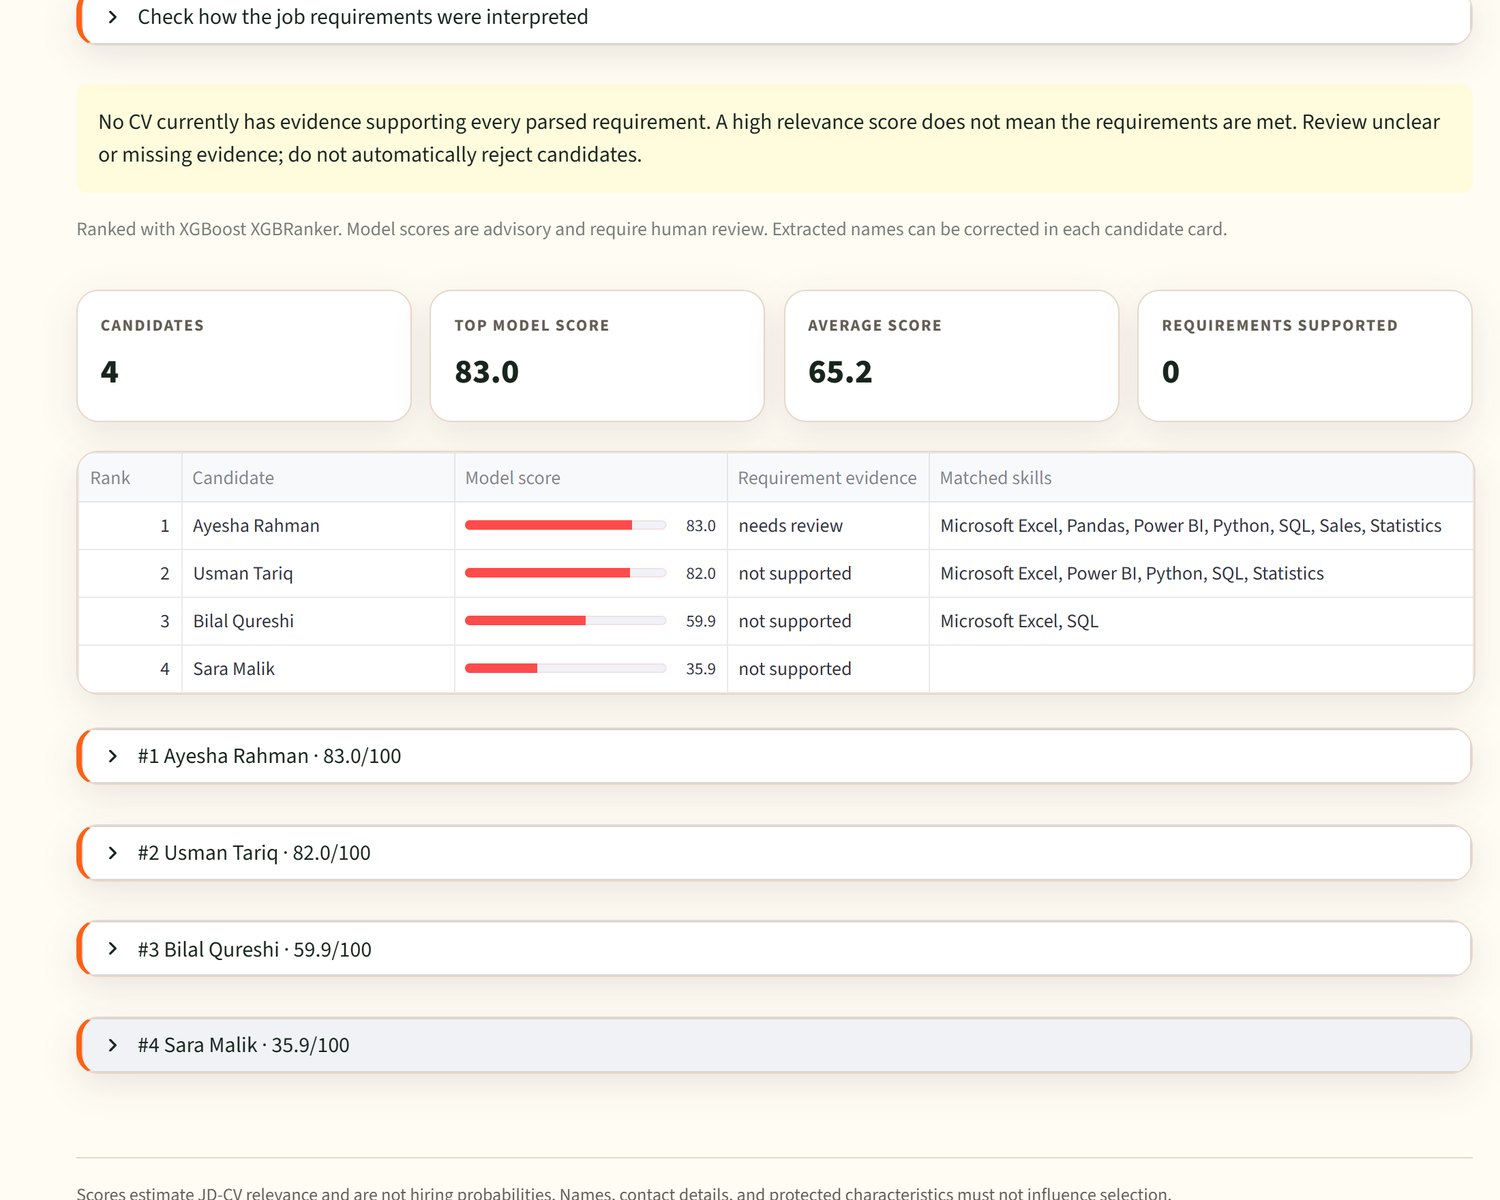 Check how the job requirements were interpreted
No CV currently has evidence supporting every parsed requirement. A high relevance score does not mean the requirements are met. Review unclear
or missing evidence; do not automatically reject candidates.
Ranked with XGBoost XGBRanker. Model scores are advisory and require human review. Extracted names can be corrected in each candidate card.
CANDIDATES
4
TOP MODEL SCORE
83.0
AVERAGE SCORE
65.2
REQUIREMENTS SUPPORTED
0
Rank Candidate Model score Requirement evidence Matched skills
1 Ayesha Rahman 83.0 needs review Microsoft Excel, Pandas, Power BI, Python, SQL, Sales, Statistics
2 Usman Tariq 82.0 not supported Microsoft Excel, Power BI, Python, SQL, Statistics
3 Bilal Qureshi 59.9 not supported Microsoft Excel, SQL
4 Sara Malik 35.9 not supported
#1 Ayesha Rahman · 83.0/100
#2 Usman Tariq · 82.0/100
#3 Bilal Qureshi · 59.9/100
#4 Sara Malik · 35.9/100
Scores estimate JD-CV relevance and are not hiring probabilities. Names, contact details, and protected characteristics must not influence selection.